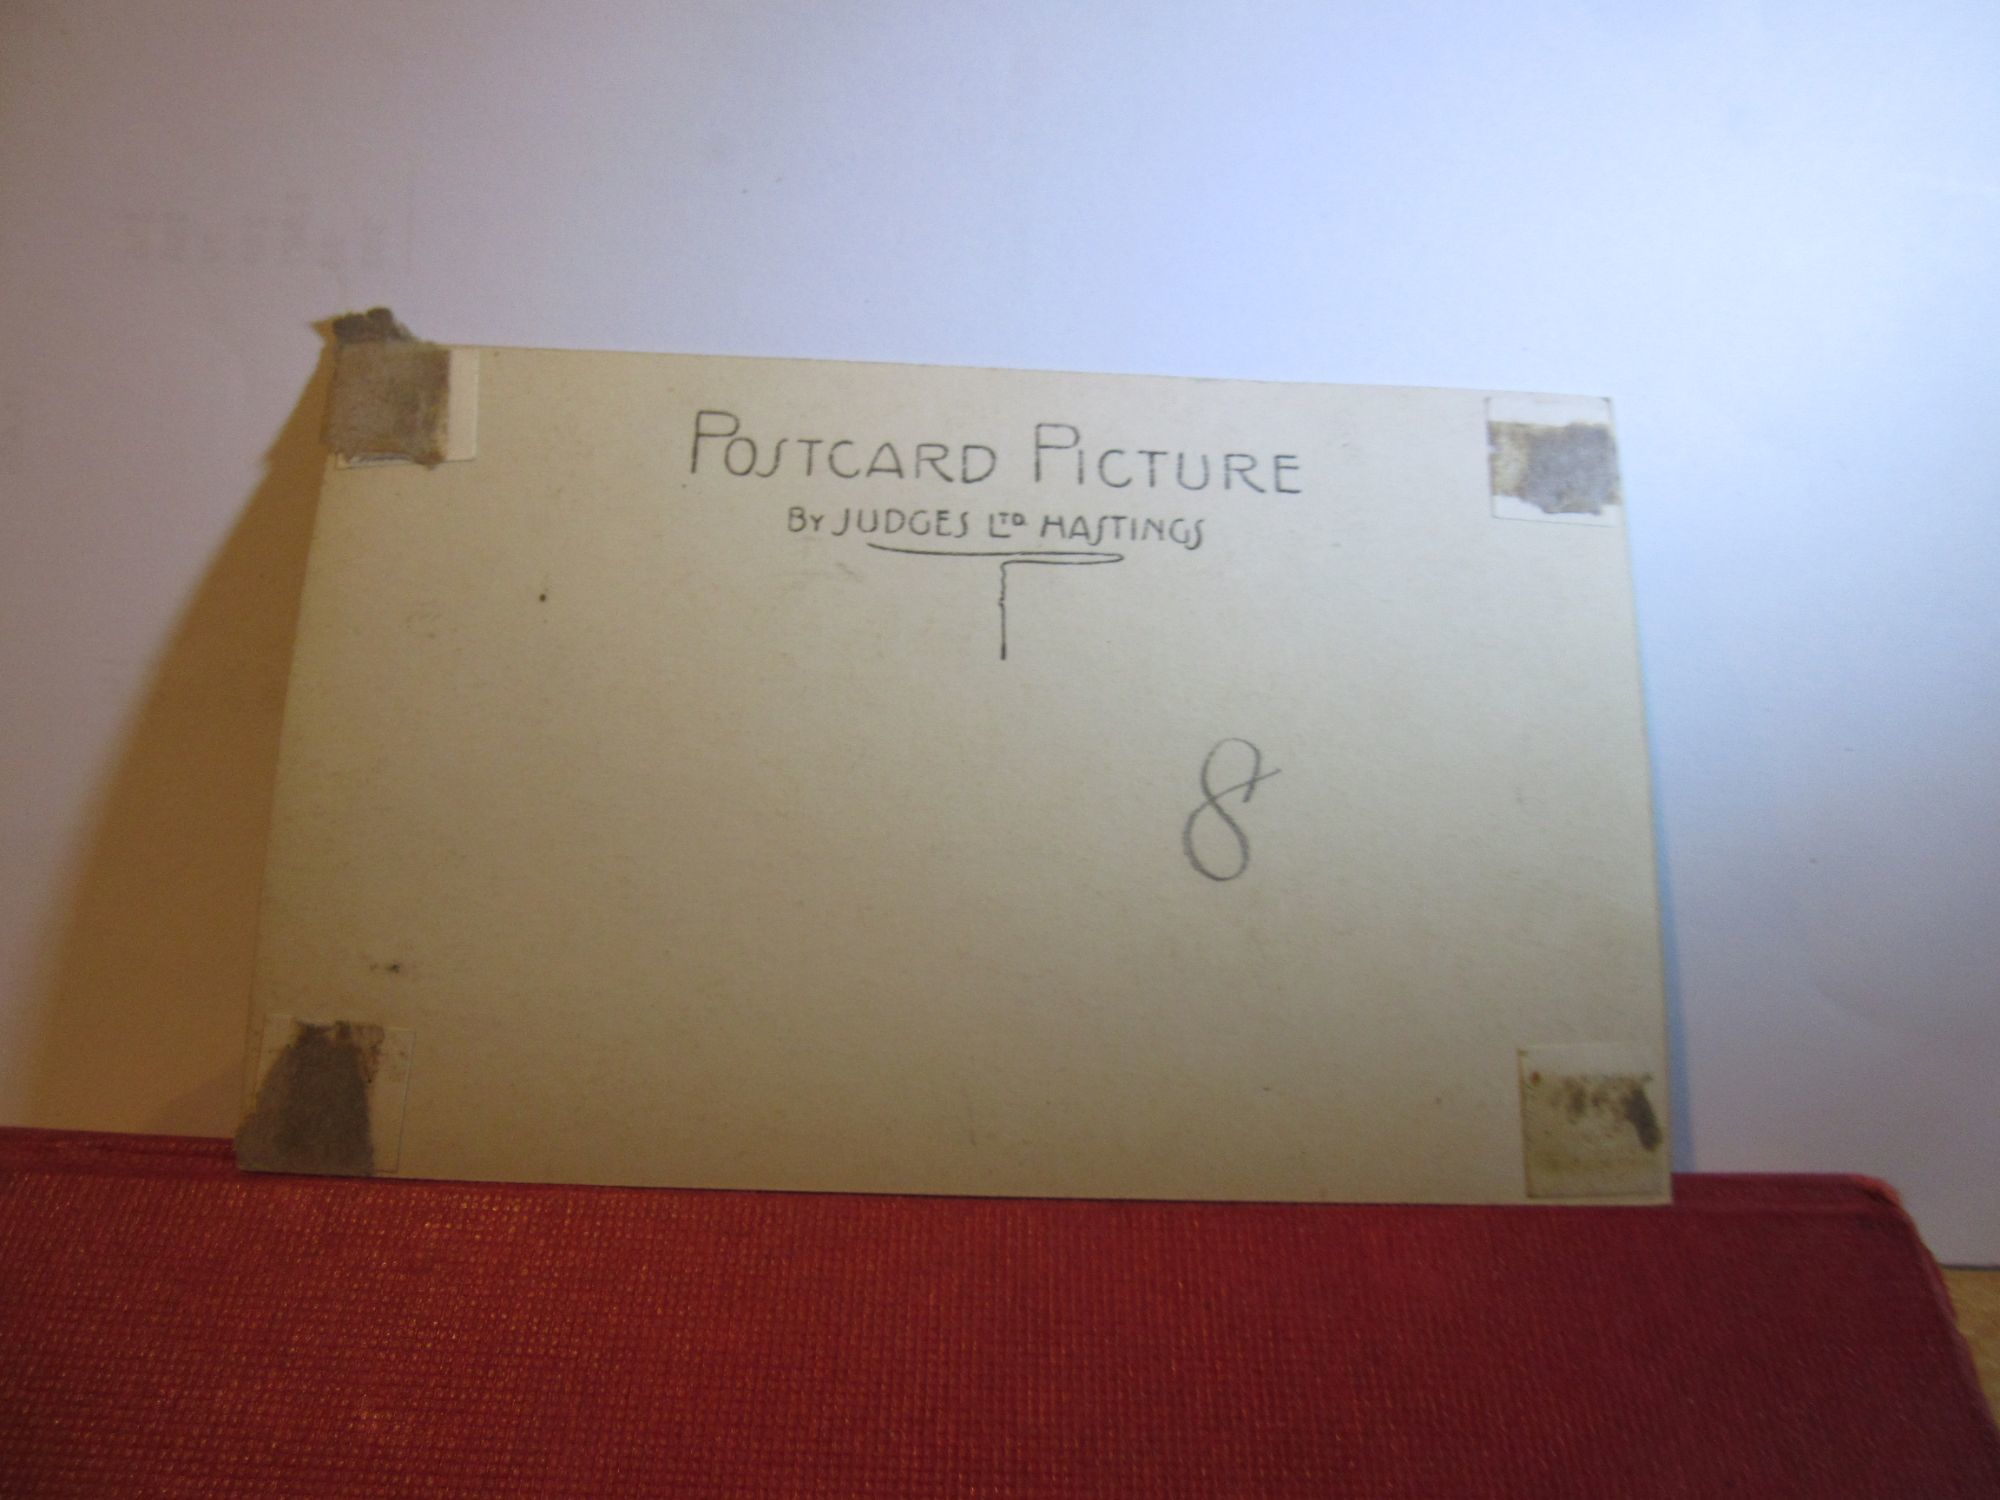 POSTCARD PICTURE
BY JUDGES LTD HASTINGS
8